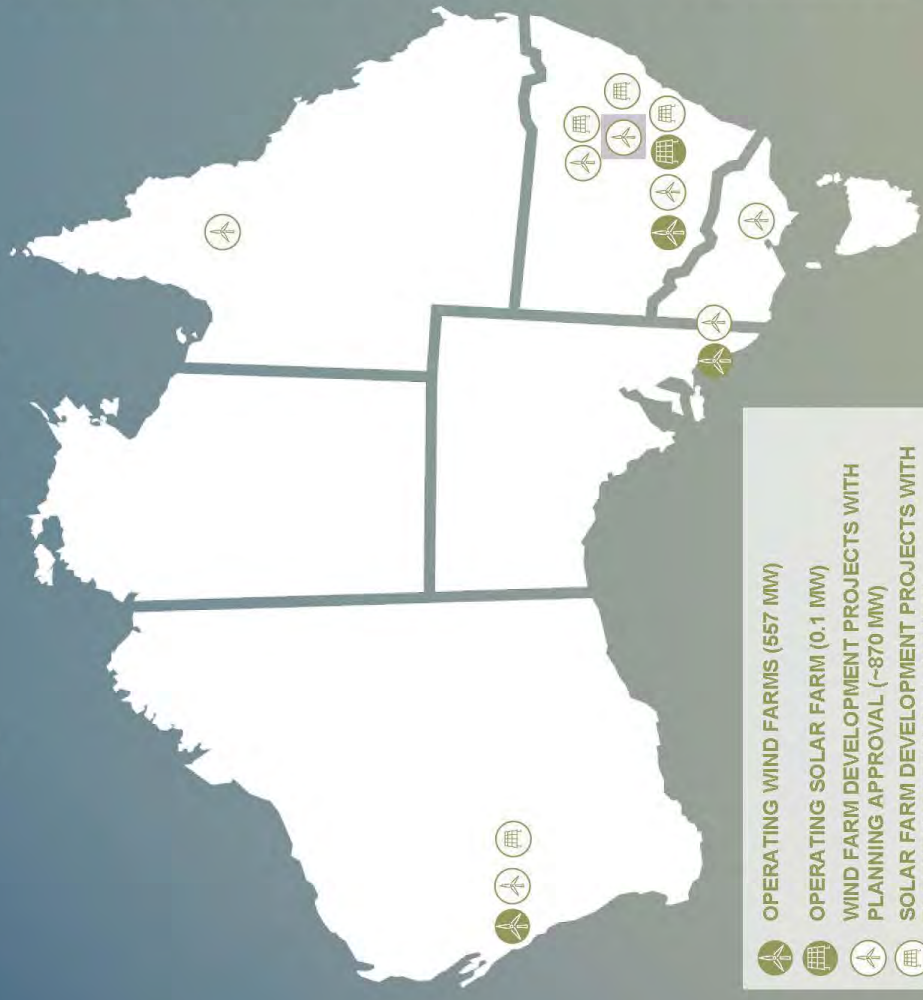 OPERATING WIND FARMS (557 MW)
OPERATING SOLAR FARM (0.1 MW)
WIND FARM DEVELOPMENT PROJECTS WITH
PLANNING APPROVAL (~870 MW)
SOLAR FARM DEVELOPMENT PROJECTS WITH